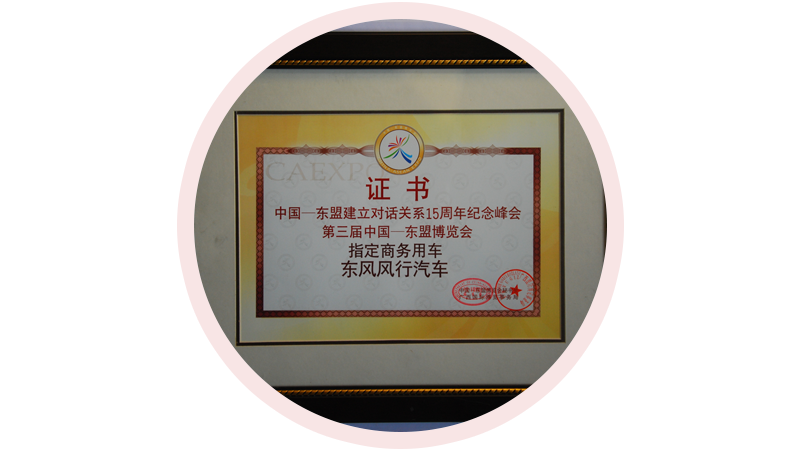 CAEXPO
证书
中国—东盟建立对话关系15周年纪念峰会
第三届中国—东盟博览会
指定商务用车
东风风行汽车